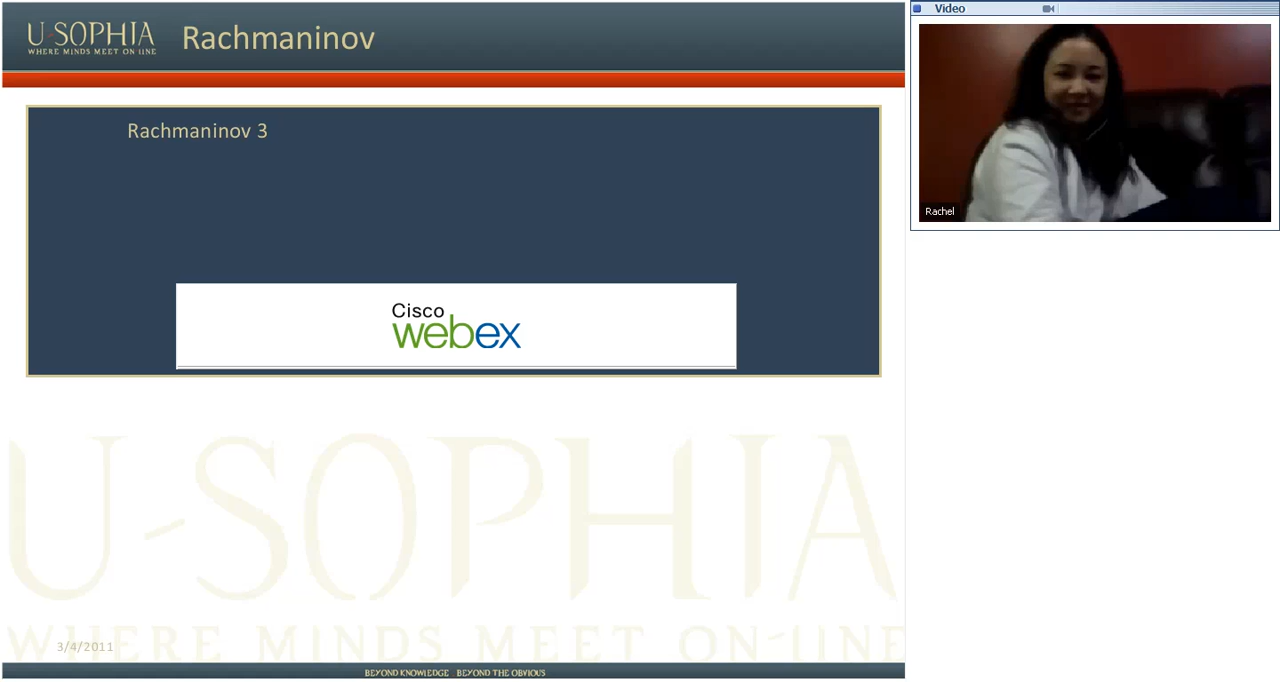 U-SOPHIA
WHERE MINDS MEET ON-LINE
Rachmaninov
Video
Rachel
Rachmaninov 3
Cisco
webex
U-SOPHIA
WHERE MINDS MEET ON-LINE
3/4/2011
BEYOND KNOWLEDGE BEYOND THE OBVIOUS